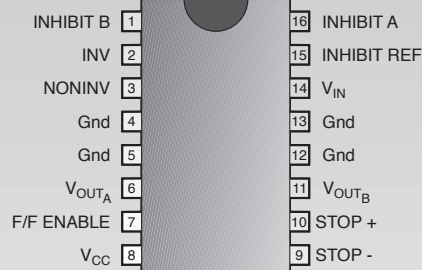 INHIBIT B 1 16 INHIBIT A
INV 2 15 INHIBIT REF
NONINV 3 14 VIN
Gnd 4 13 Gnd
Gnd 5 12 Gnd
VOUTA 6 11 VOUTB
F/F ENABLE 7 10 STOP +
VCC 8 9 STOP -